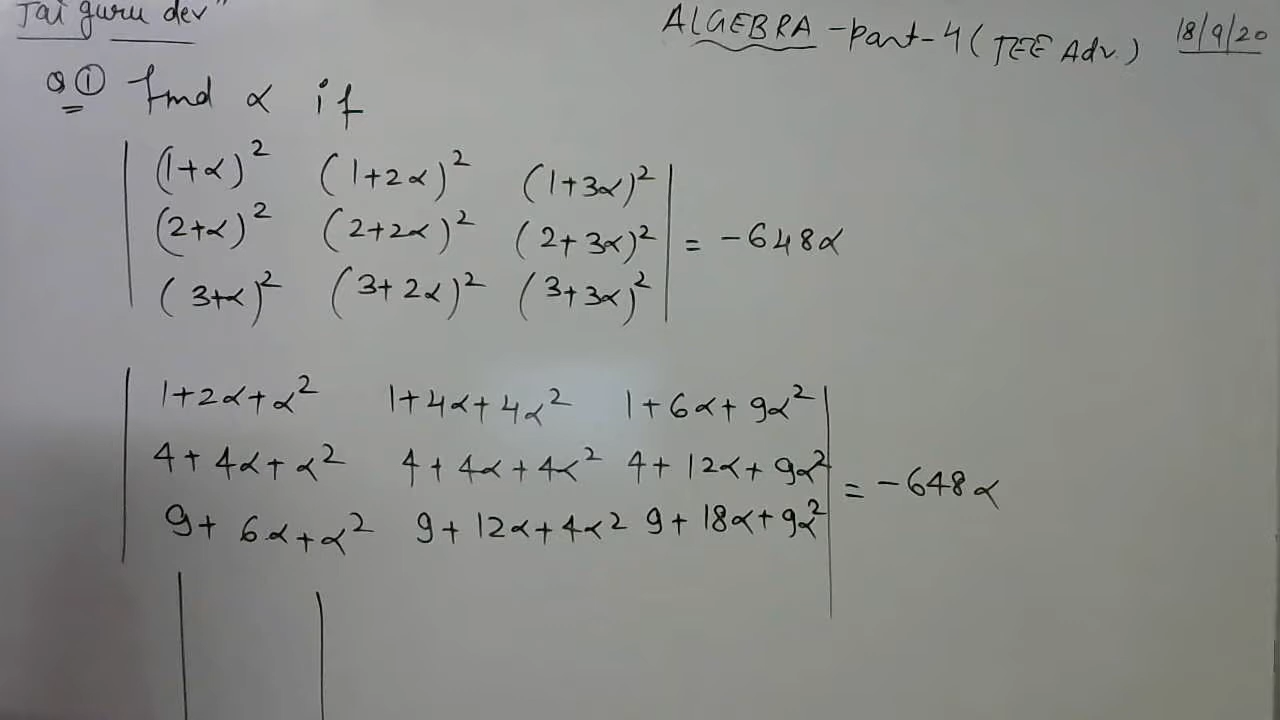 Jai guru dev"
ALGEBRA - part - 4 (JEE Adv.) 18/9/20
Q ① find α if
| (1+α)² (1+2α)² (1+3α)² |
| (2+α)² (2+2α)² (2+3α)² | = -648α
| (3+α)² (3+2α)² (3+3α)² |
| 1+2α+α² 1+4α+4α² 1+6α+9α² |
| 4+4α+α² 4+4α+4α² 4+12α+9α² | = -648α
| 9+6α+α² 9+12α+4α² 9+18α+9α² |